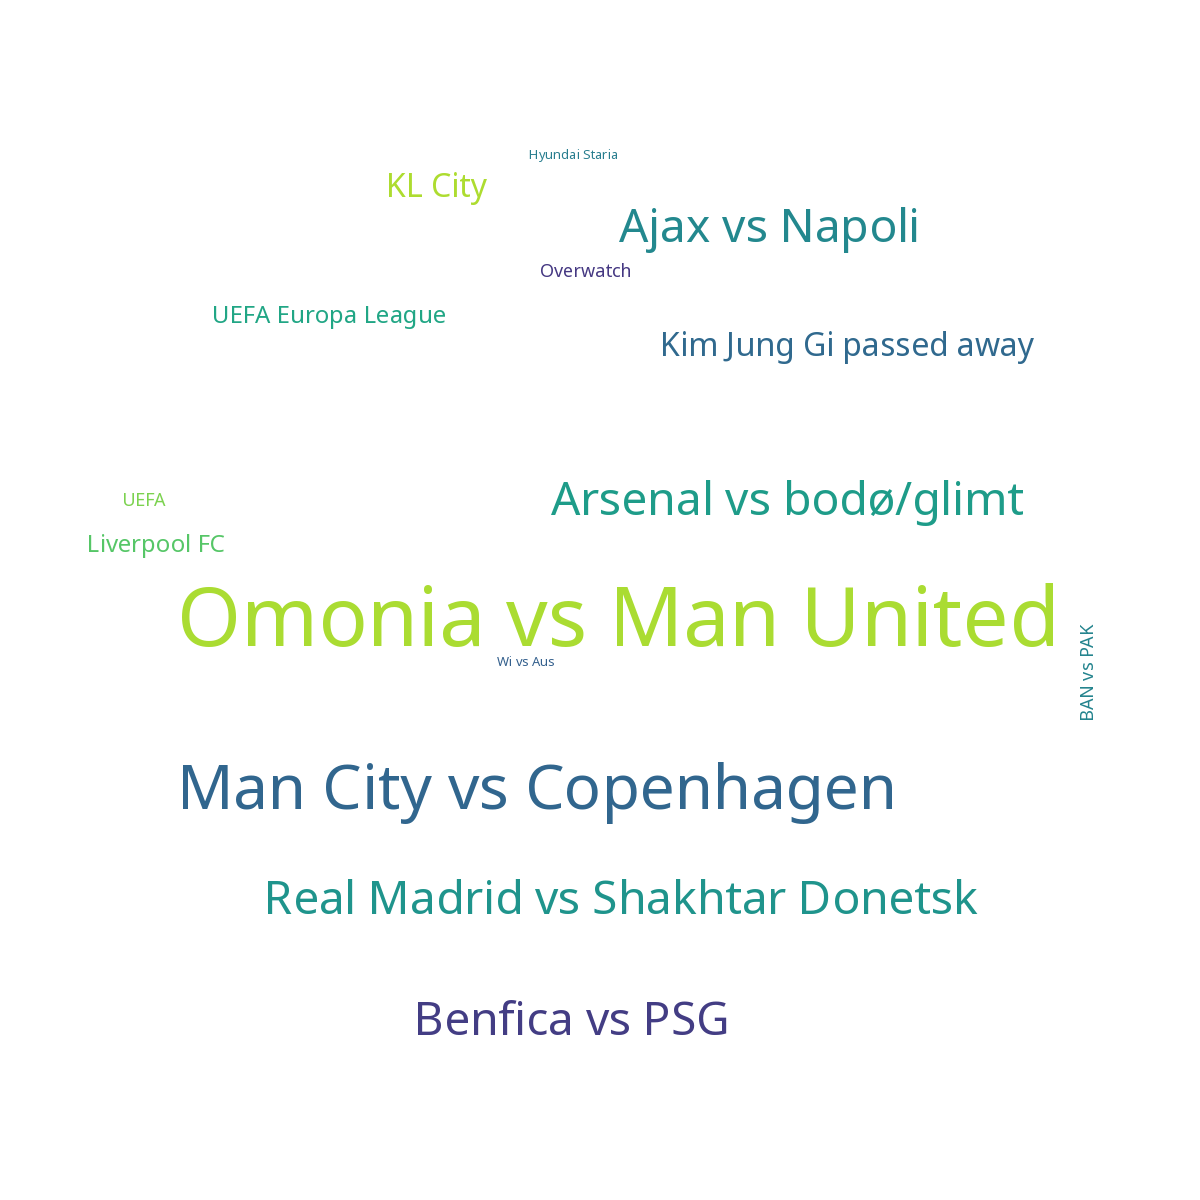 Hyundai Staria
KL City
Ajax vs Napoli
Overwatch
UEFA Europa League
Kim Jung Gi passed away
UEFA
Arsenal vs bodø/glimt
Liverpool FC
Omonia vs Man United
Wi vs Aus
BAN vs PAK
Man City vs Copenhagen
Real Madrid vs Shakhtar Donetsk
Benfica vs PSG